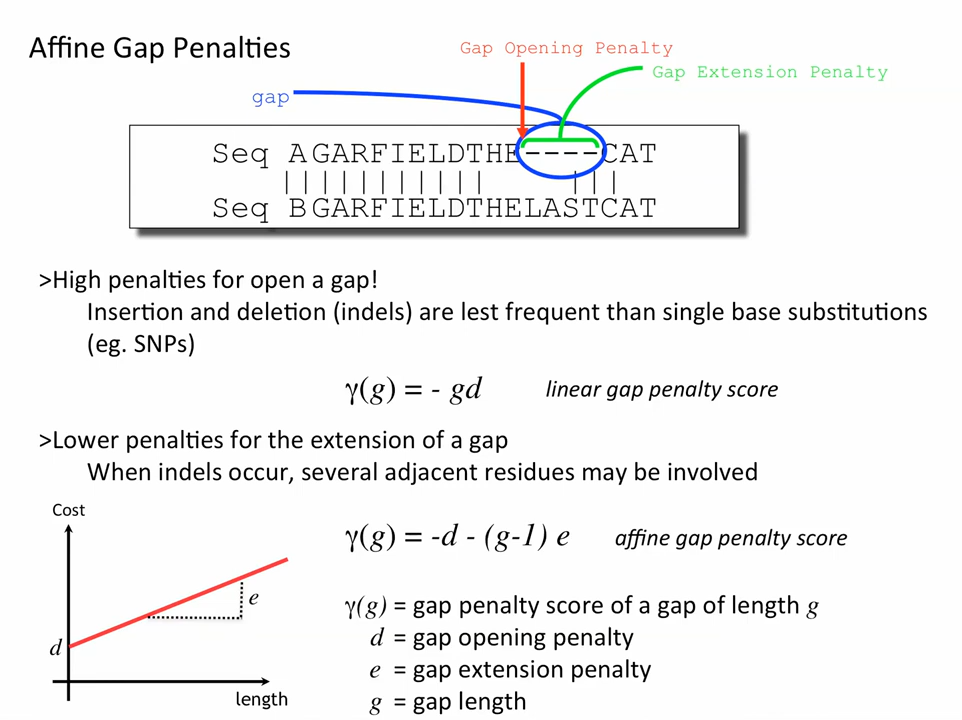 Affine Gap Penalties
Gap Opening Penalty
Gap Extension Penalty
gap
Seq AGARFIELDTHE----CAT
||||||||||| |||
Seq BGARFIELDTHELASTCAT
>High penalties for open a gap!
Insertion and deletion (indels) are lest frequent than single base substitutions
(eg. SNPs)
γ(g) = - gd
linear gap penalty score
>Lower penalties for the extension of a gap
When indels occur, several adjacent residues may be involved
Cost
γ(g) = -d - (g-1) e
affine gap penalty score
e
d
length
γ(g) = gap penalty score of a gap of length g
d = gap opening penalty
e = gap extension penalty
g = gap length